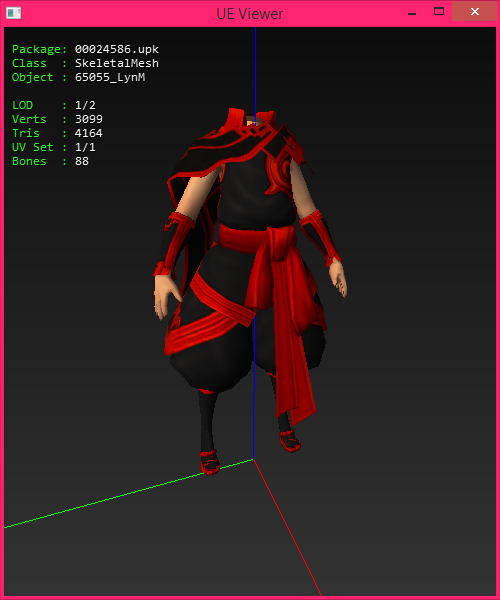 UE Viewer
Package: 00024586.upk
Class  : SkeletalMesh
Object : 65055_LynM
LOD    : 1/2
Verts  : 3099
Tris   : 4164
UV Set : 1/1
Bones  : 88